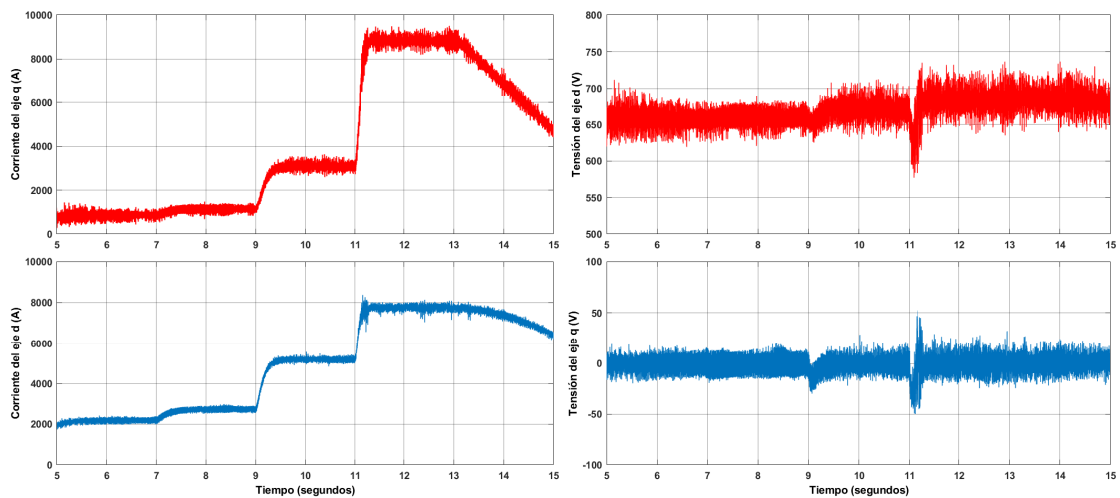 Corriente del eje q (A)
10000
8000
6000
4000
2000
0
5 6 7 8 9 10 11 12 13 14 15
Tensión del eje d (V)
800
750
700
650
600
550
500
5 6 7 8 9 10 11 12 13 14 15
Corriente del eje d (A)
10000
8000
6000
4000
2000
0
5 6 7 8 9 10 11 12 13 14 15
Tiempo (segundos)
Tensión del eje q (V)
100
50
0
-50
-100
5 6 7 8 9 10 11 12 13 14 15
Tiempo (segundos)